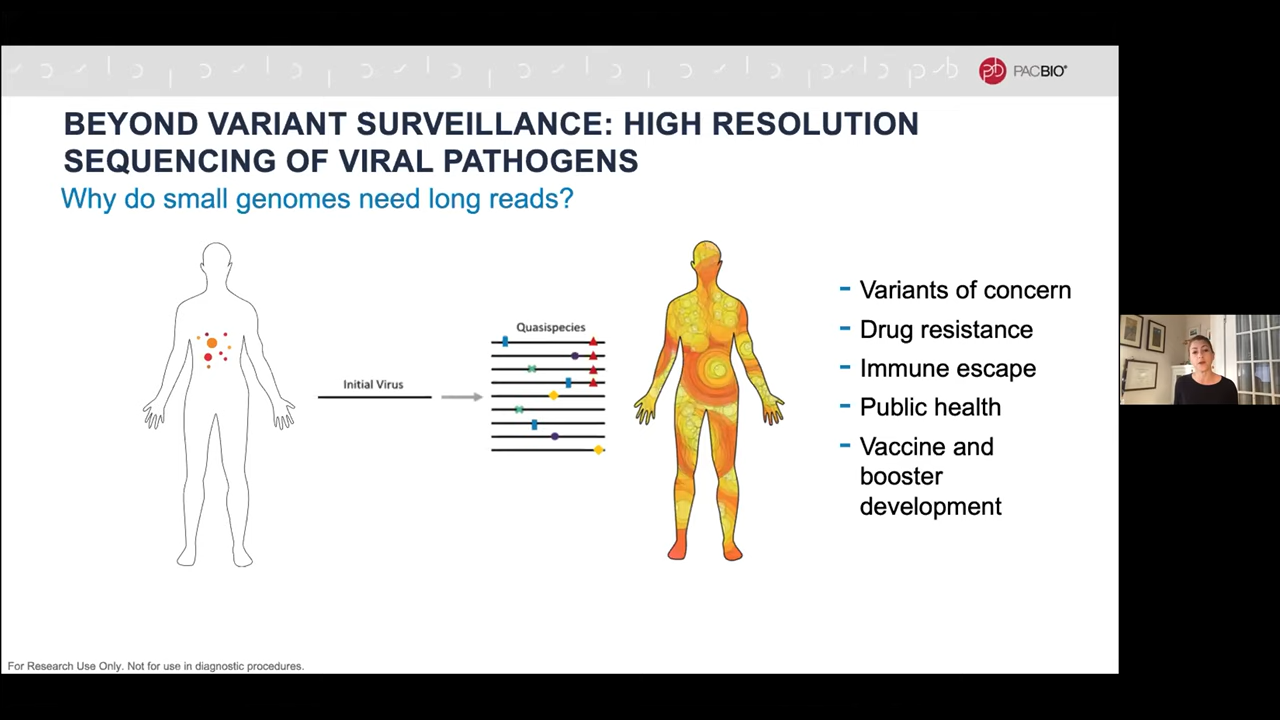 PACBIO®
BEYOND VARIANT SURVEILLANCE: HIGH RESOLUTION
SEQUENCING OF VIRAL PATHOGENS
Why do small genomes need long reads?
Initial Virus
Quasispecies
- Variants of concern
- Drug resistance
- Immune escape
- Public health
- Vaccine and
booster
development
For Research Use Only. Not for use in diagnostic procedures.